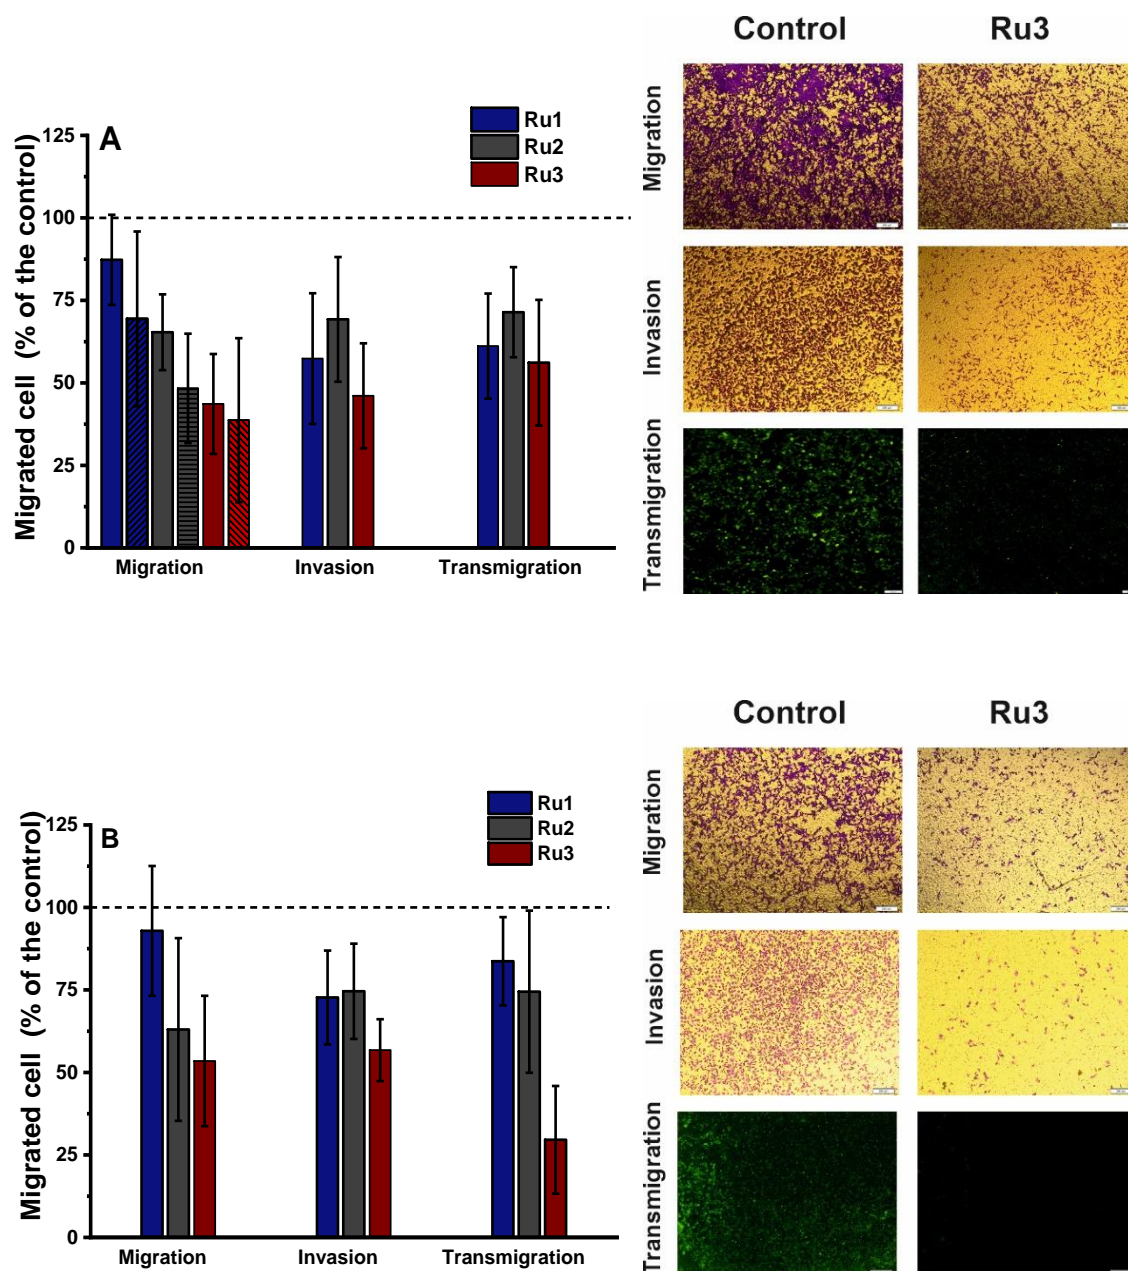 Control Ru3
Migration
Invasion
Transmigration
A
Ru1
Ru2
Ru3
Migrated cell (% of the control)
125
100
75
50
25
0
Migration Invasion Transmigration
Control Ru3
Migration
Invasion
Transmigration
B
Ru1
Ru2
Ru3
Migrated cell (% of the control)
125
100
75
50
25
0
Migration Invasion Transmigration